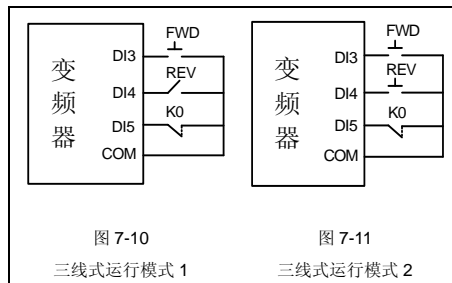 变频器
DI3
DI4
DI5
COM
FWD
REV
K0
图 7-10
三线式运行模式 1
变频器
DI3
DI4
DI5
COM
FWD
REV
K0
图 7-11
三线式运行模式 2